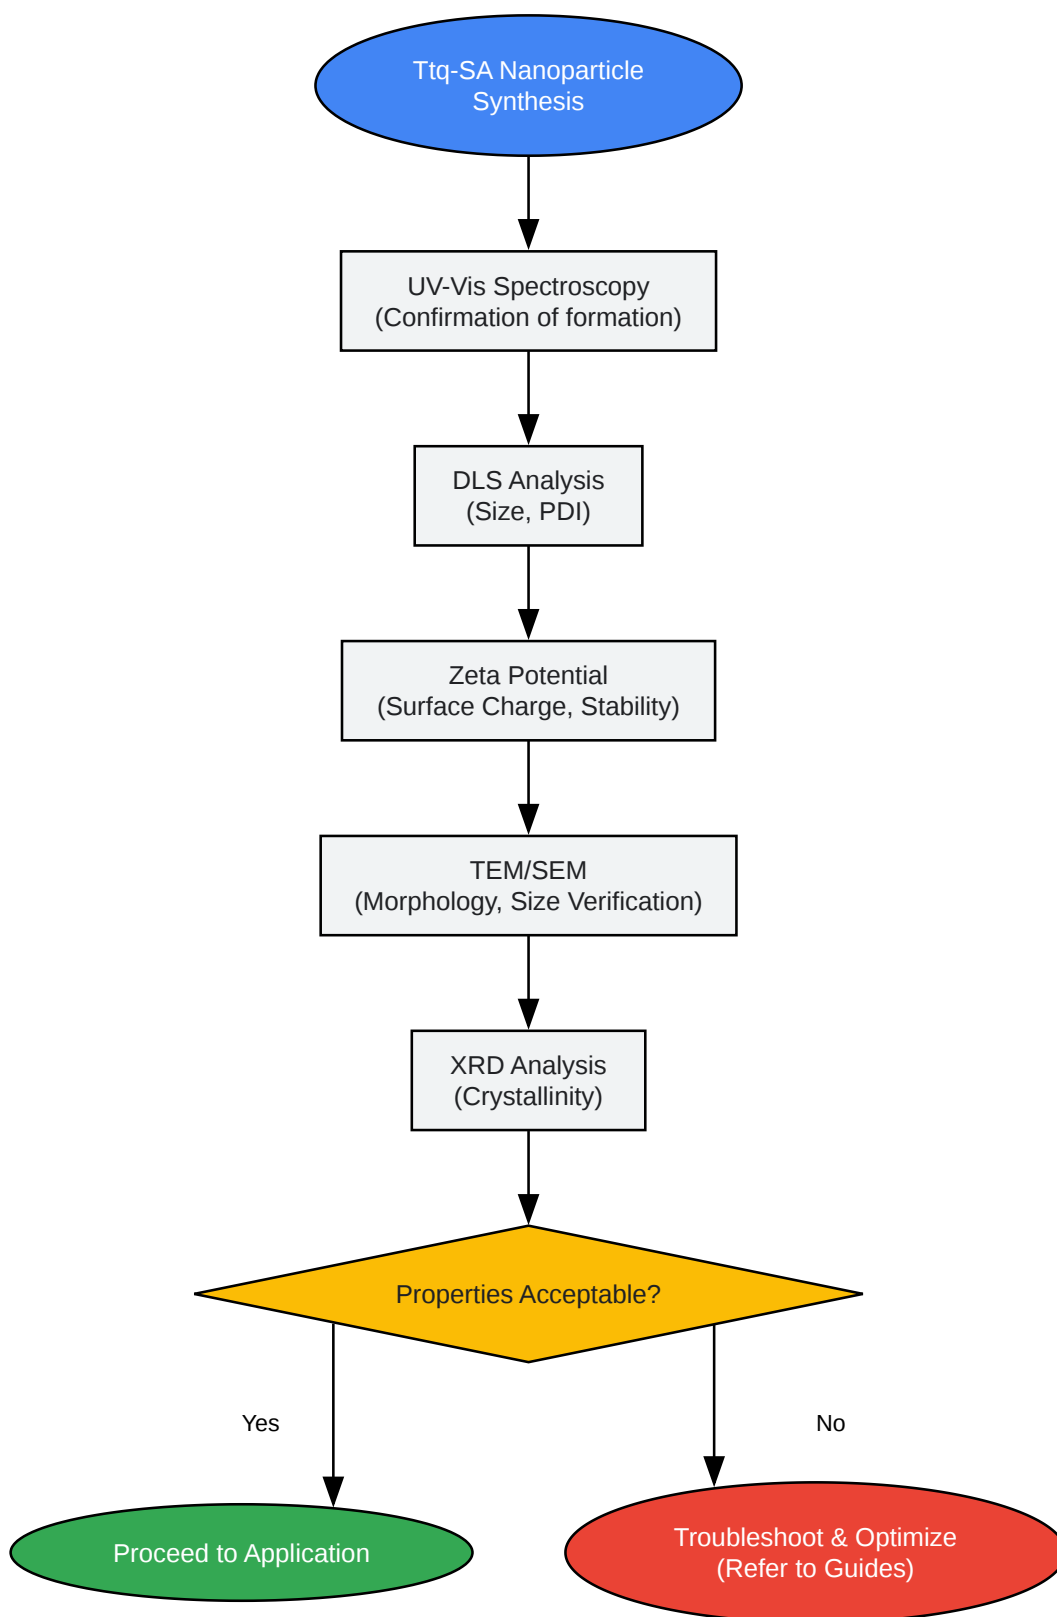 Ttq-SA Nanoparticle
Synthesis
UV-Vis Spectroscopy
(Confirmation of formation)
DLS Analysis
(Size, PDI)
Zeta Potential
(Surface Charge, Stability)
TEM/SEM
(Morphology, Size Verification)
XRD Analysis
(Crystallinity)
Properties Acceptable?
Yes
No
Proceed to Application
Troubleshoot & Optimize
(Refer to Guides)